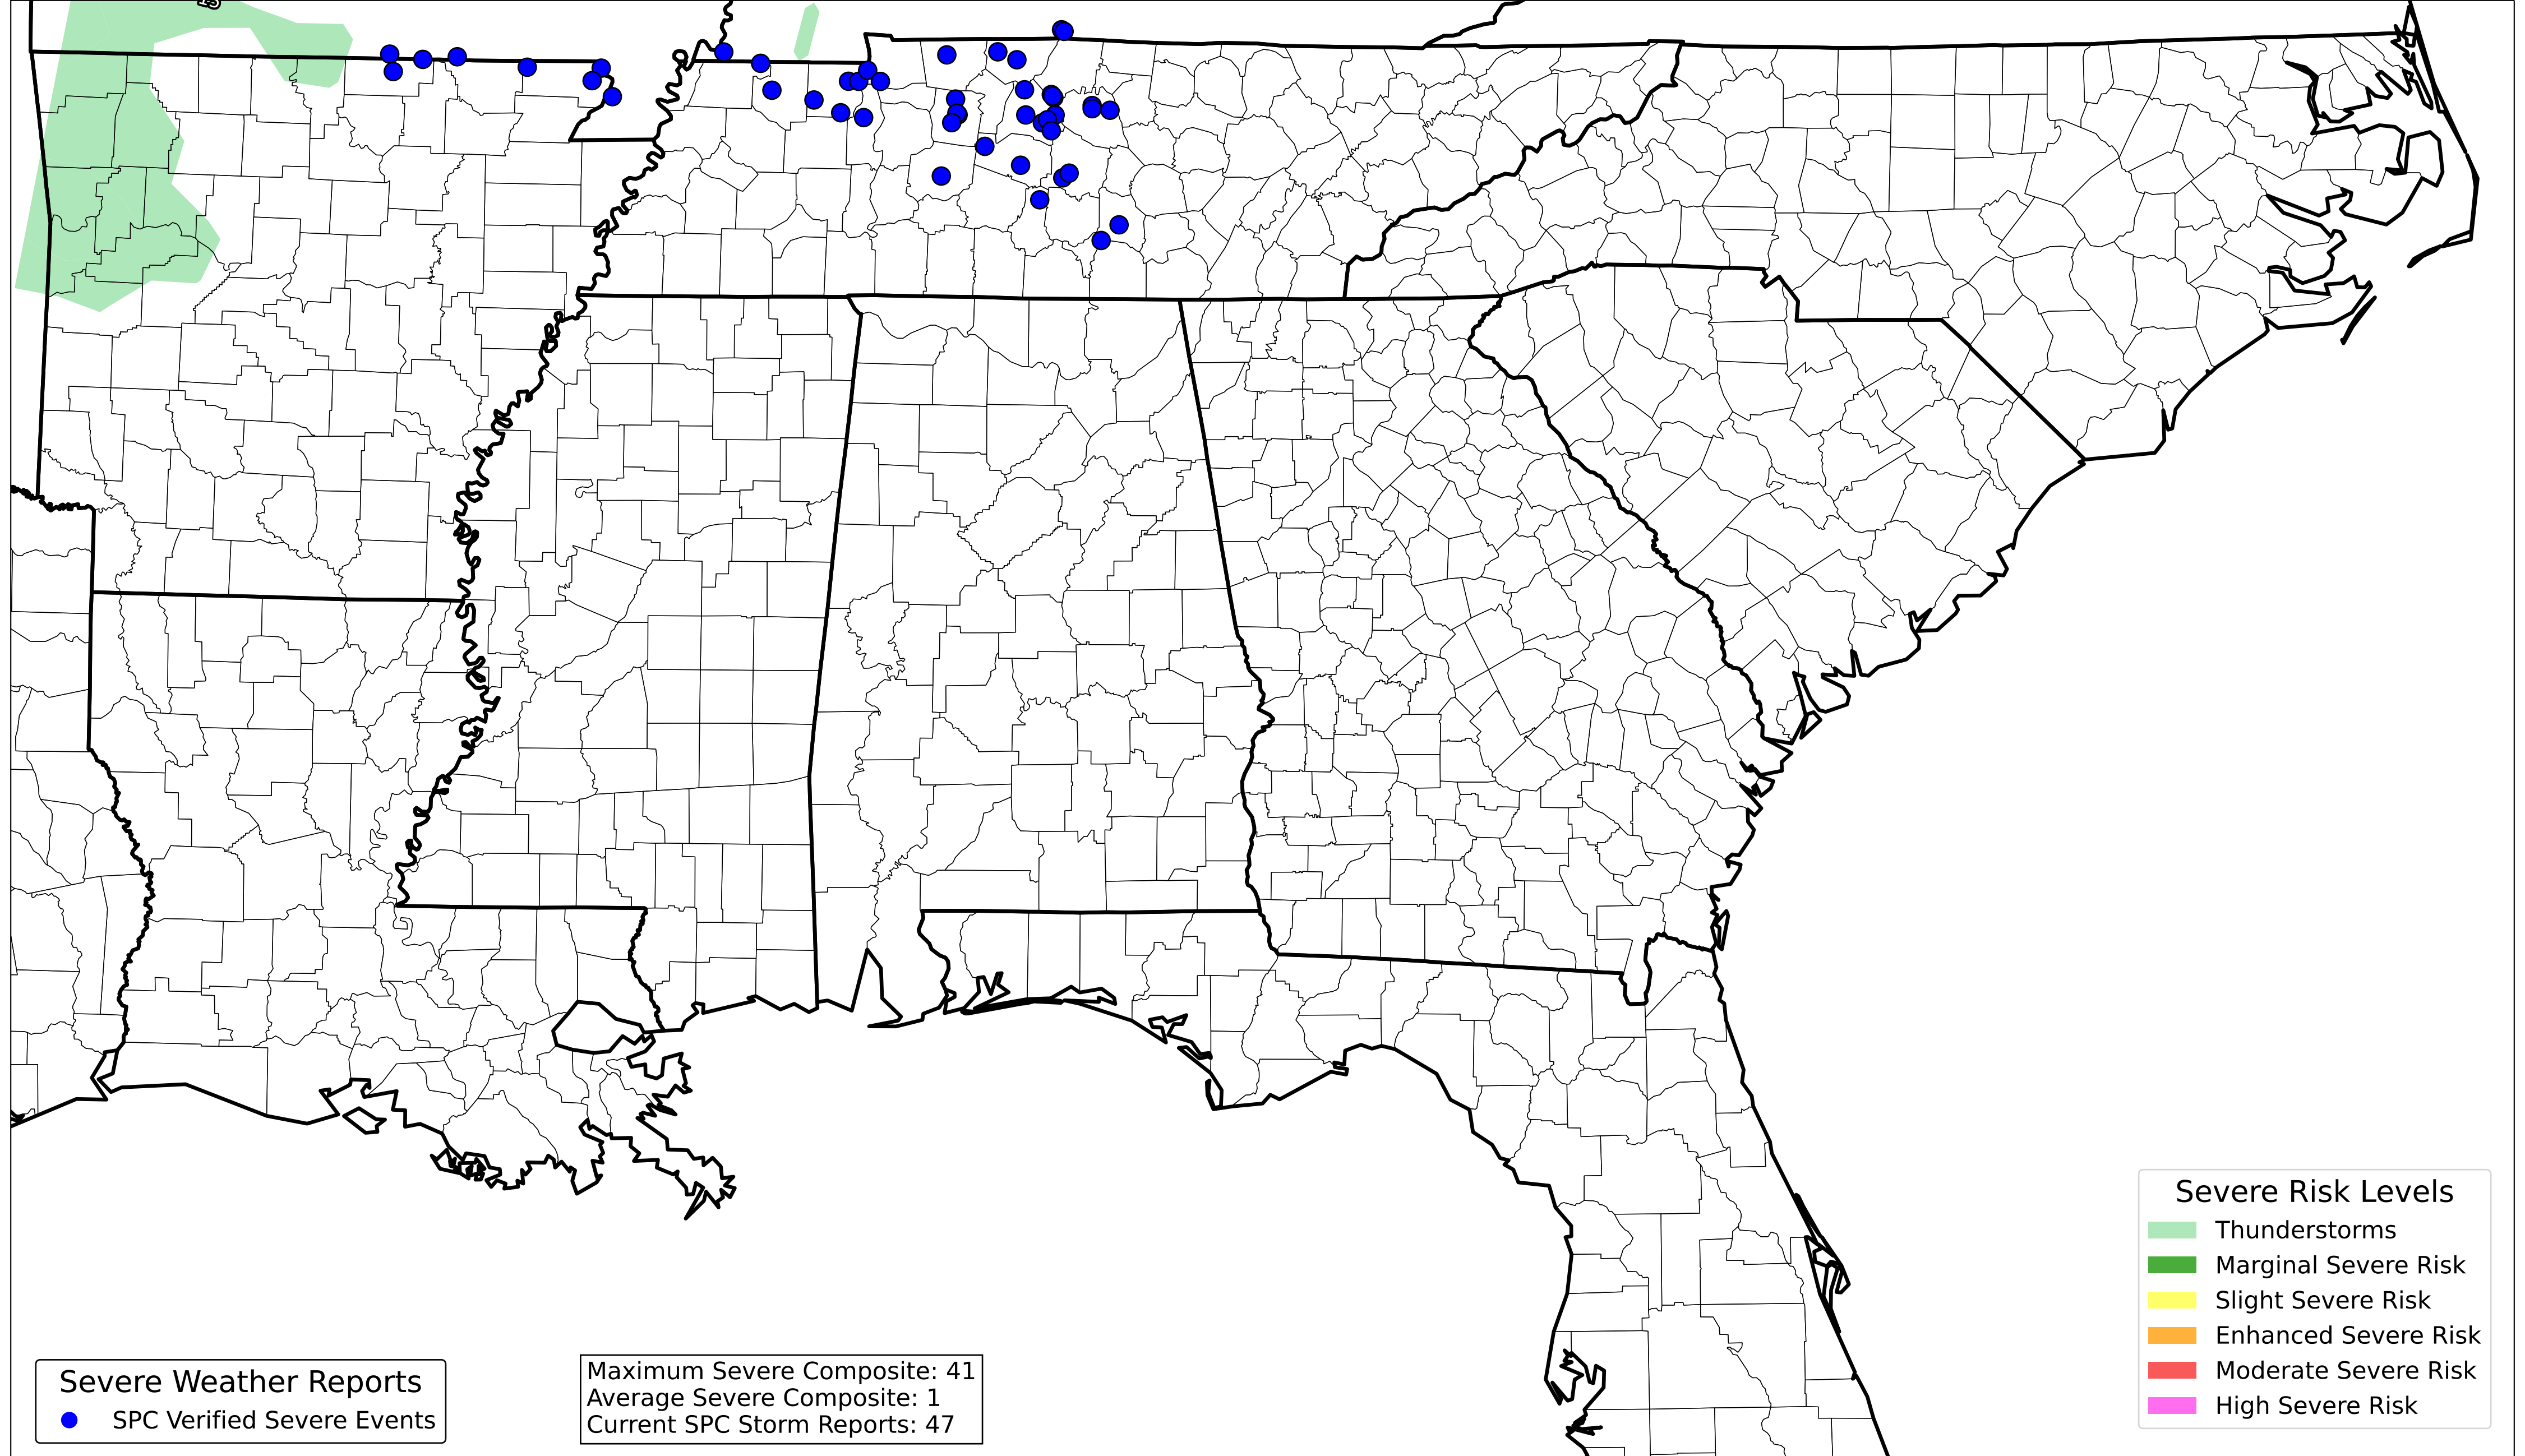 15
Severe Weather Reports
SPC Verified Severe Events
Maximum Severe Composite: 41
Average Severe Composite: 1
Current SPC Storm Reports: 47
Severe Risk Levels
Thunderstorms
Marginal Severe Risk
Slight Severe Risk
Enhanced Severe Risk
Moderate Severe Risk
High Severe Risk